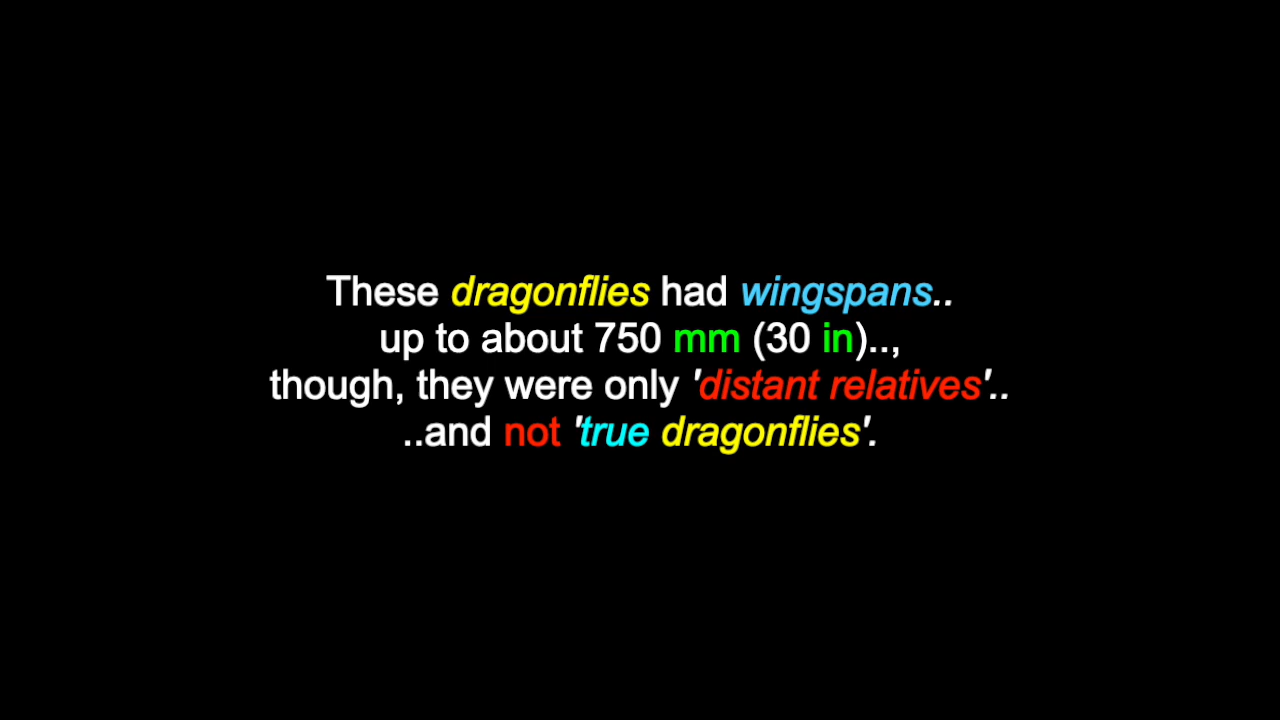 These dragonflies had wingspans..
up to about 750 mm (30 in)..,
though, they were only 'distant relatives'..
..and not 'true dragonflies'.